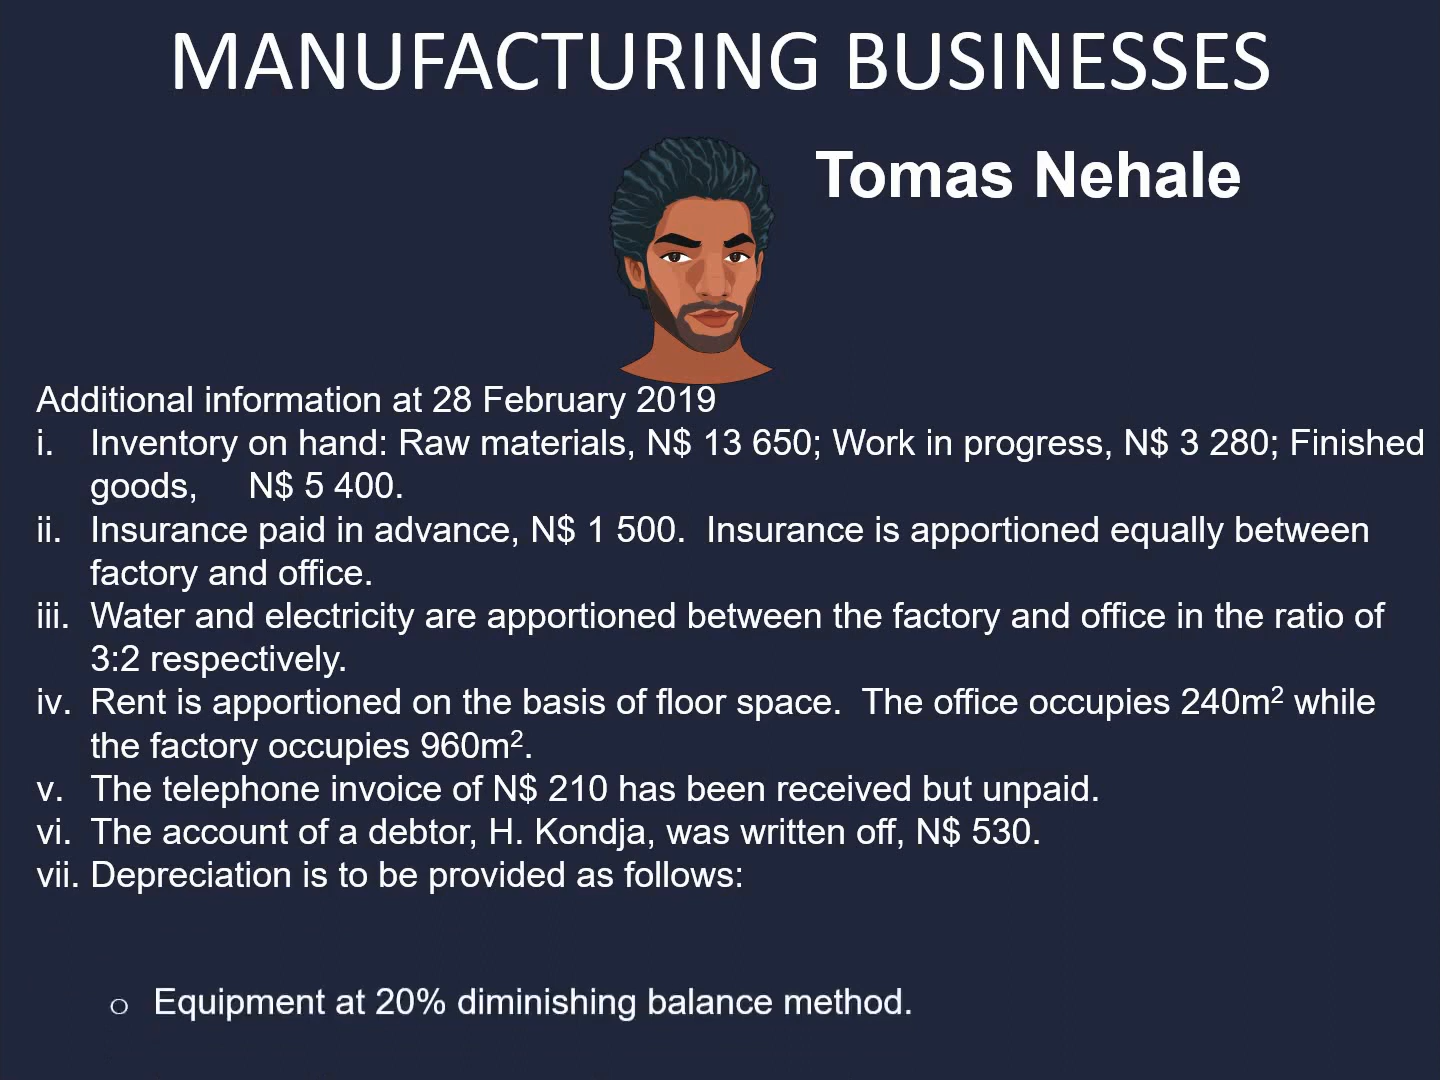 MANUFACTURING BUSINESSES
Tomas Nehale
Additional information at 28 February 2019
i. Inventory on hand: Raw materials, N$ 13 650; Work in progress, N$ 3 280; Finished
goods, N$ 5 400.
ii. Insurance paid in advance, N$ 1 500. Insurance is apportioned equally between
factory and office.
iii. Water and electricity are apportioned between the factory and office in the ratio of
3:2 respectively.
iv. Rent is apportioned on the basis of floor space. The office occupies 240m² while
the factory occupies 960m².
v. The telephone invoice of N$ 210 has been received but unpaid.
vi. The account of a debtor, H. Kondja, was written off, N$ 530.
vii. Depreciation is to be provided as follows:
o Equipment at 20% diminishing balance method.